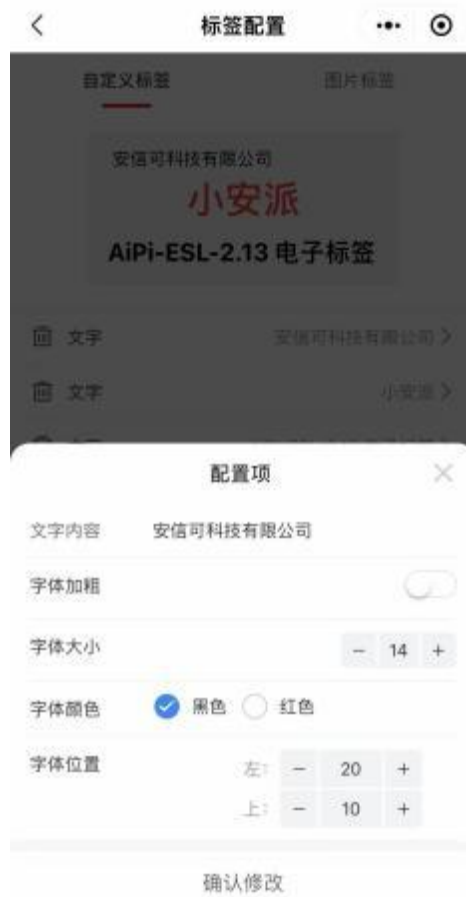 标签配置
自定义标签 图片标签
安信可科技有限公司
小安派
AiPi-ESL-2.13 电子标签
文字 安信可科技有限公司
文字 小安派
配置项
文字内容 安信可科技有限公司
字体加粗
字体大小 − 14 +
字体颜色 黑色 红色
字体位置 左: − 20 +
上: − 10 +
确认修改